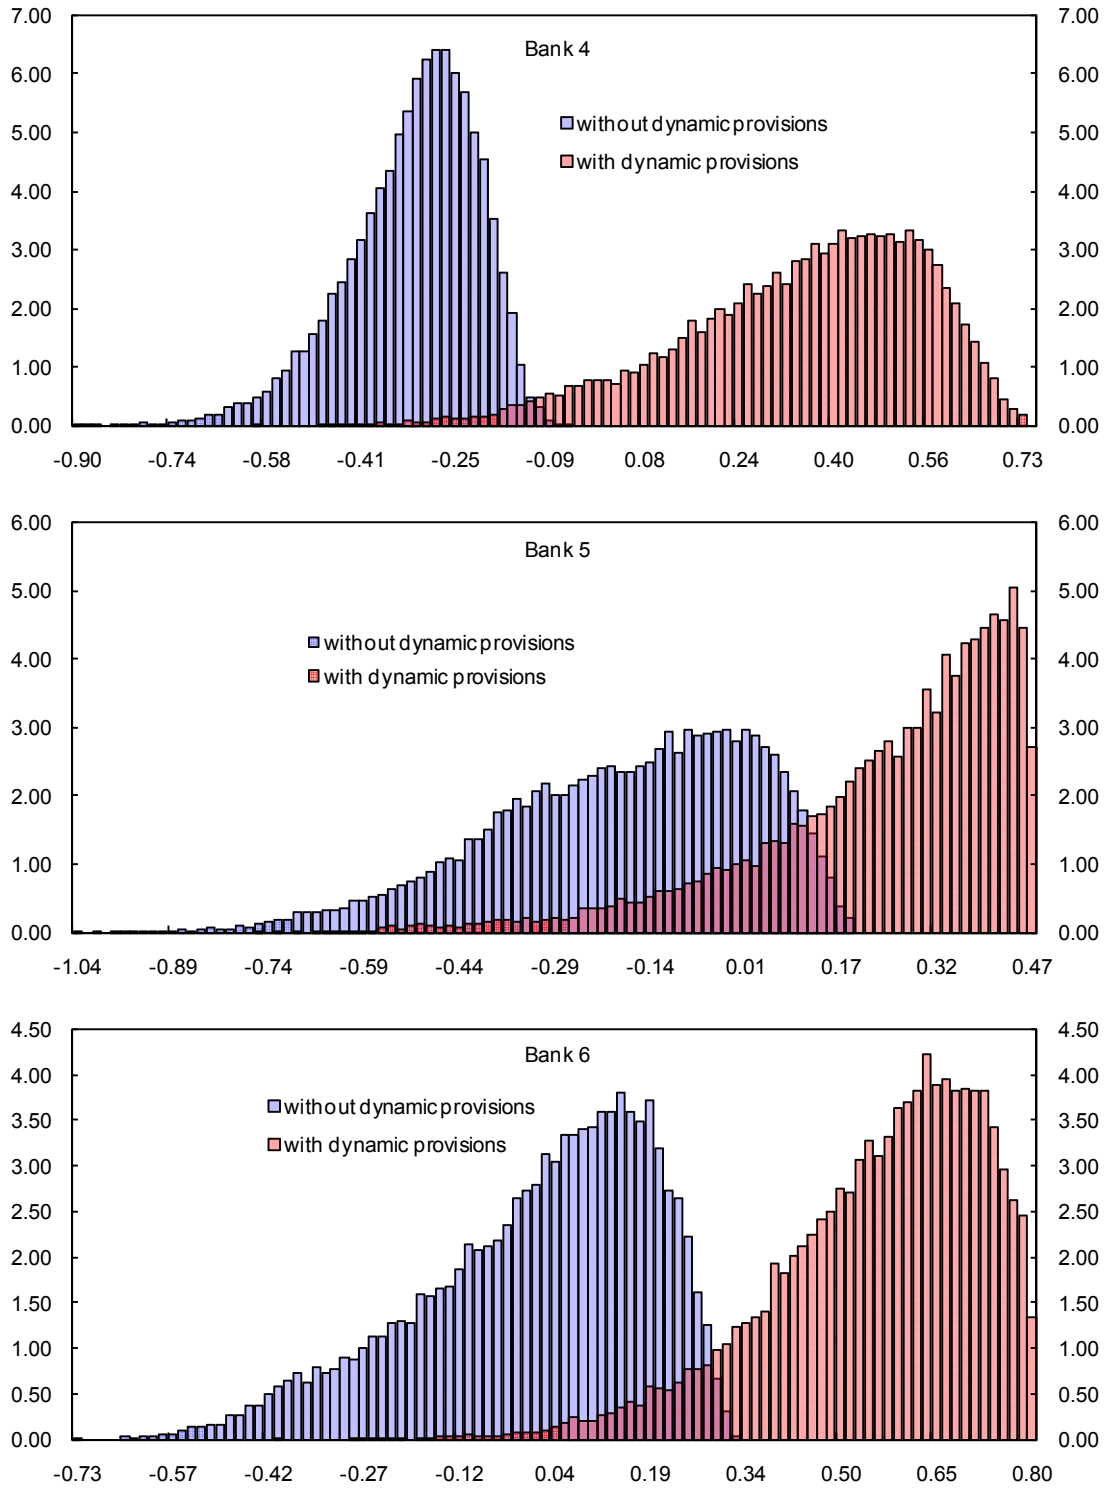 7.00 7.00
Bank 4
6.00 6.00
without dynamic provisions
5.00 5.00
with dynamic provisions
4.00 4.00
3.00 3.00
2.00 2.00
1.00 1.00
0.00 0.00
-0.90 -0.74 -0.58 -0.41 -0.25 -0.09 0.08 0.24 0.40 0.56 0.73
6.00 6.00
Bank 5
5.00 5.00
without dynamic provisions
with dynamic provisions
4.00 4.00
3.00 3.00
2.00 2.00
1.00 1.00
0.00 0.00
-1.04 -0.89 -0.74 -0.59 -0.44 -0.29 -0.14 0.01 0.17 0.32 0.47
4.50 4.50
Bank 6
4.00 4.00
without dynamic provisions
3.50 3.50
with dynamic provisions
3.00 3.00
2.50 2.50
2.00 2.00
1.50 1.50
1.00 1.00
0.50 0.50
0.00 0.00
-0.73 -0.57 -0.42 -0.27 -0.12 0.04 0.19 0.34 0.50 0.65 0.80